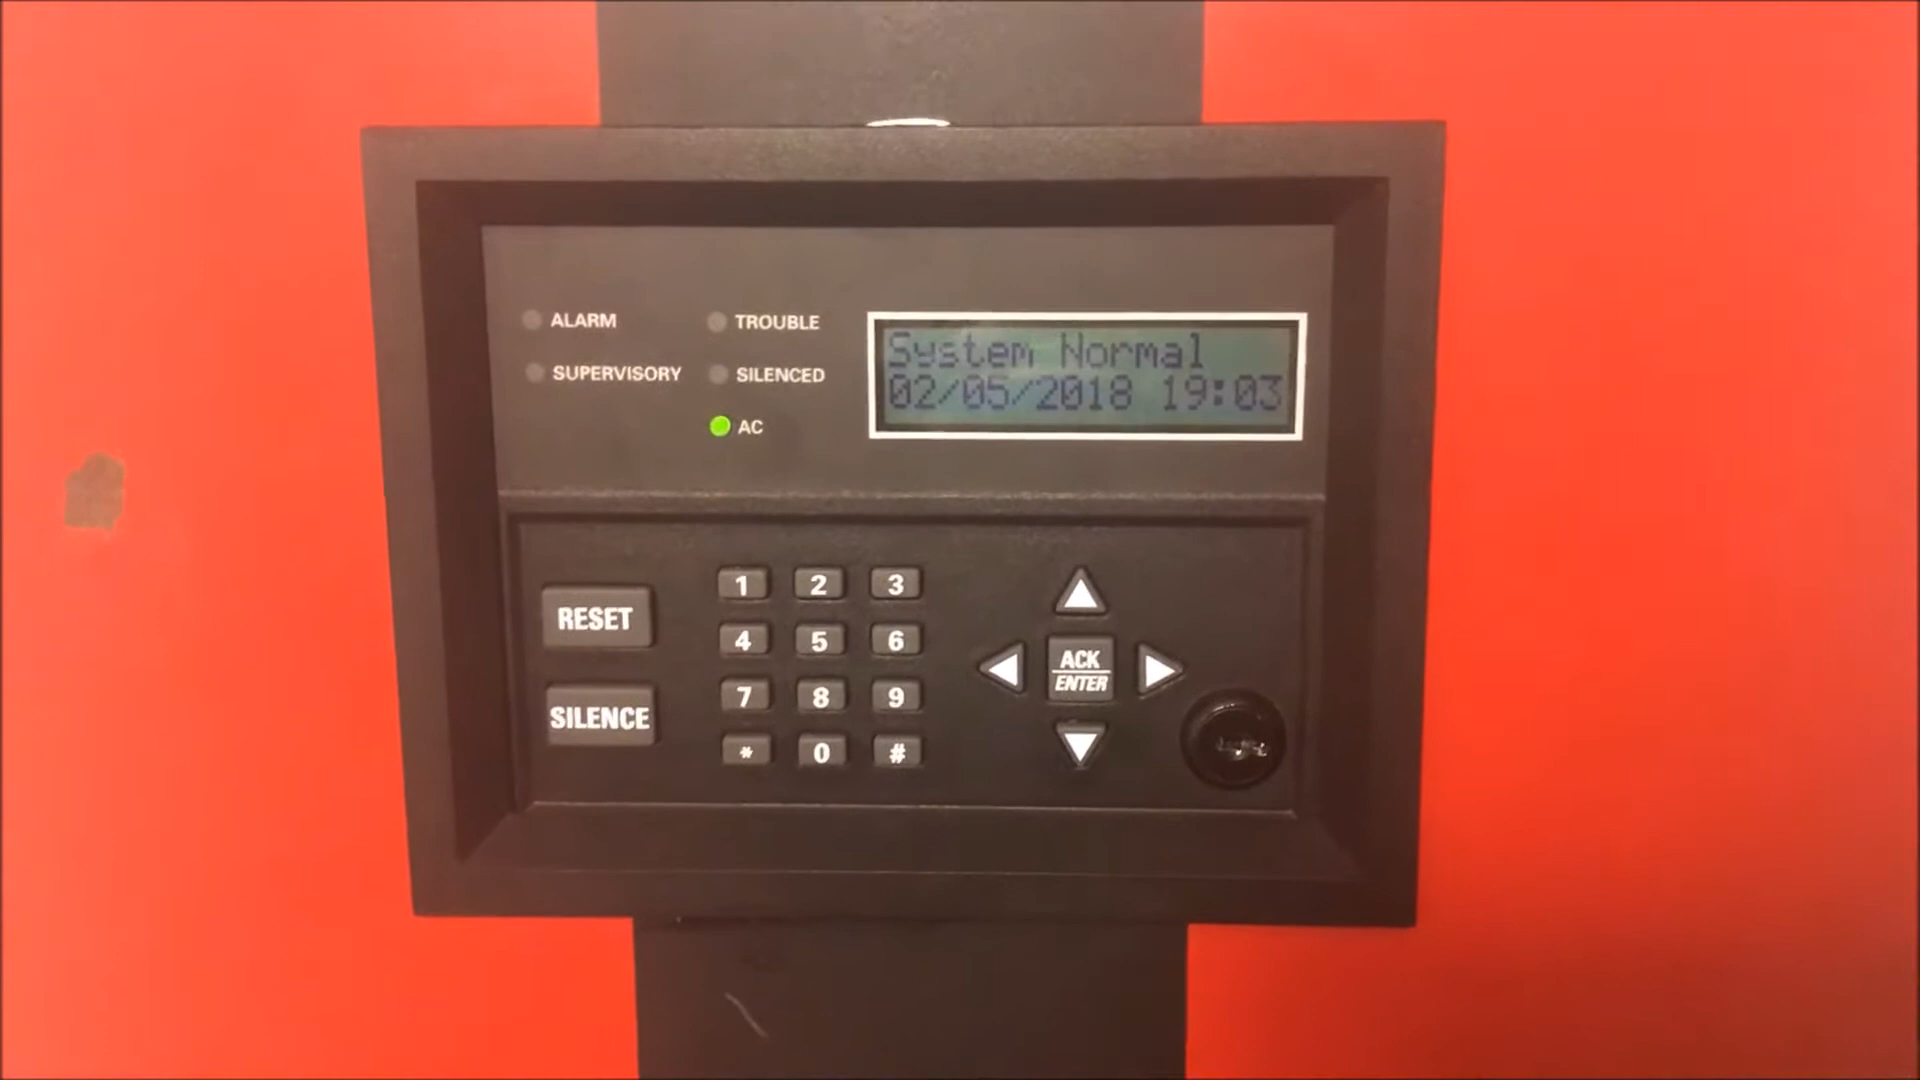 ALARM
TROUBLE
SUPERVISORY
SILENCED
AC
System Normal
02/05/2018 19:03
RESET
SILENCE
1 2 3
4 5 6
7 8 9
* 0 #
ACK
ENTER